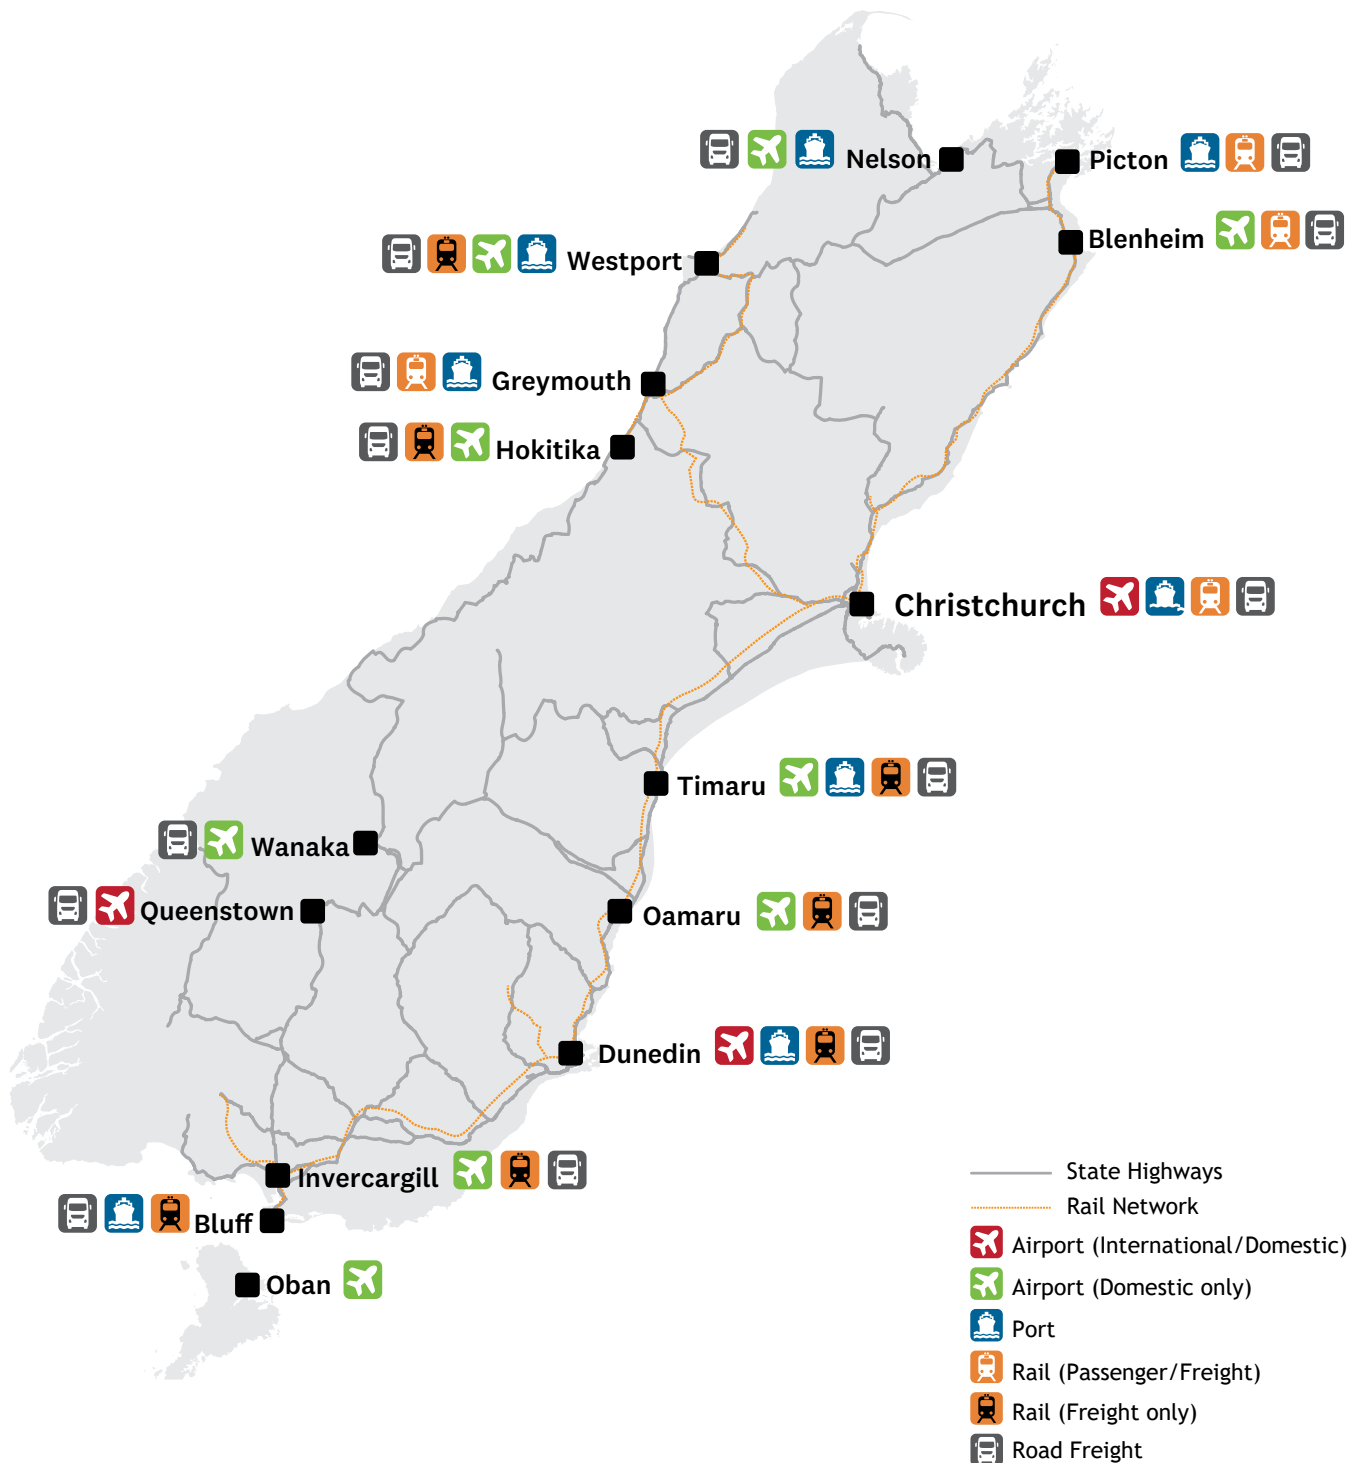 Nelson
Picton
Blenheim
Westport
Greymouth
Hokitika
Christchurch
Timaru
Wanaka
Queenstown
Oamaru
Dunedin
Invercargill
Bluff
Oban
State Highways
Rail Network
Airport (International/Domestic)
Airport (Domestic only)
Port
Rail (Passenger/Freight)
Rail (Freight only)
Road Freight